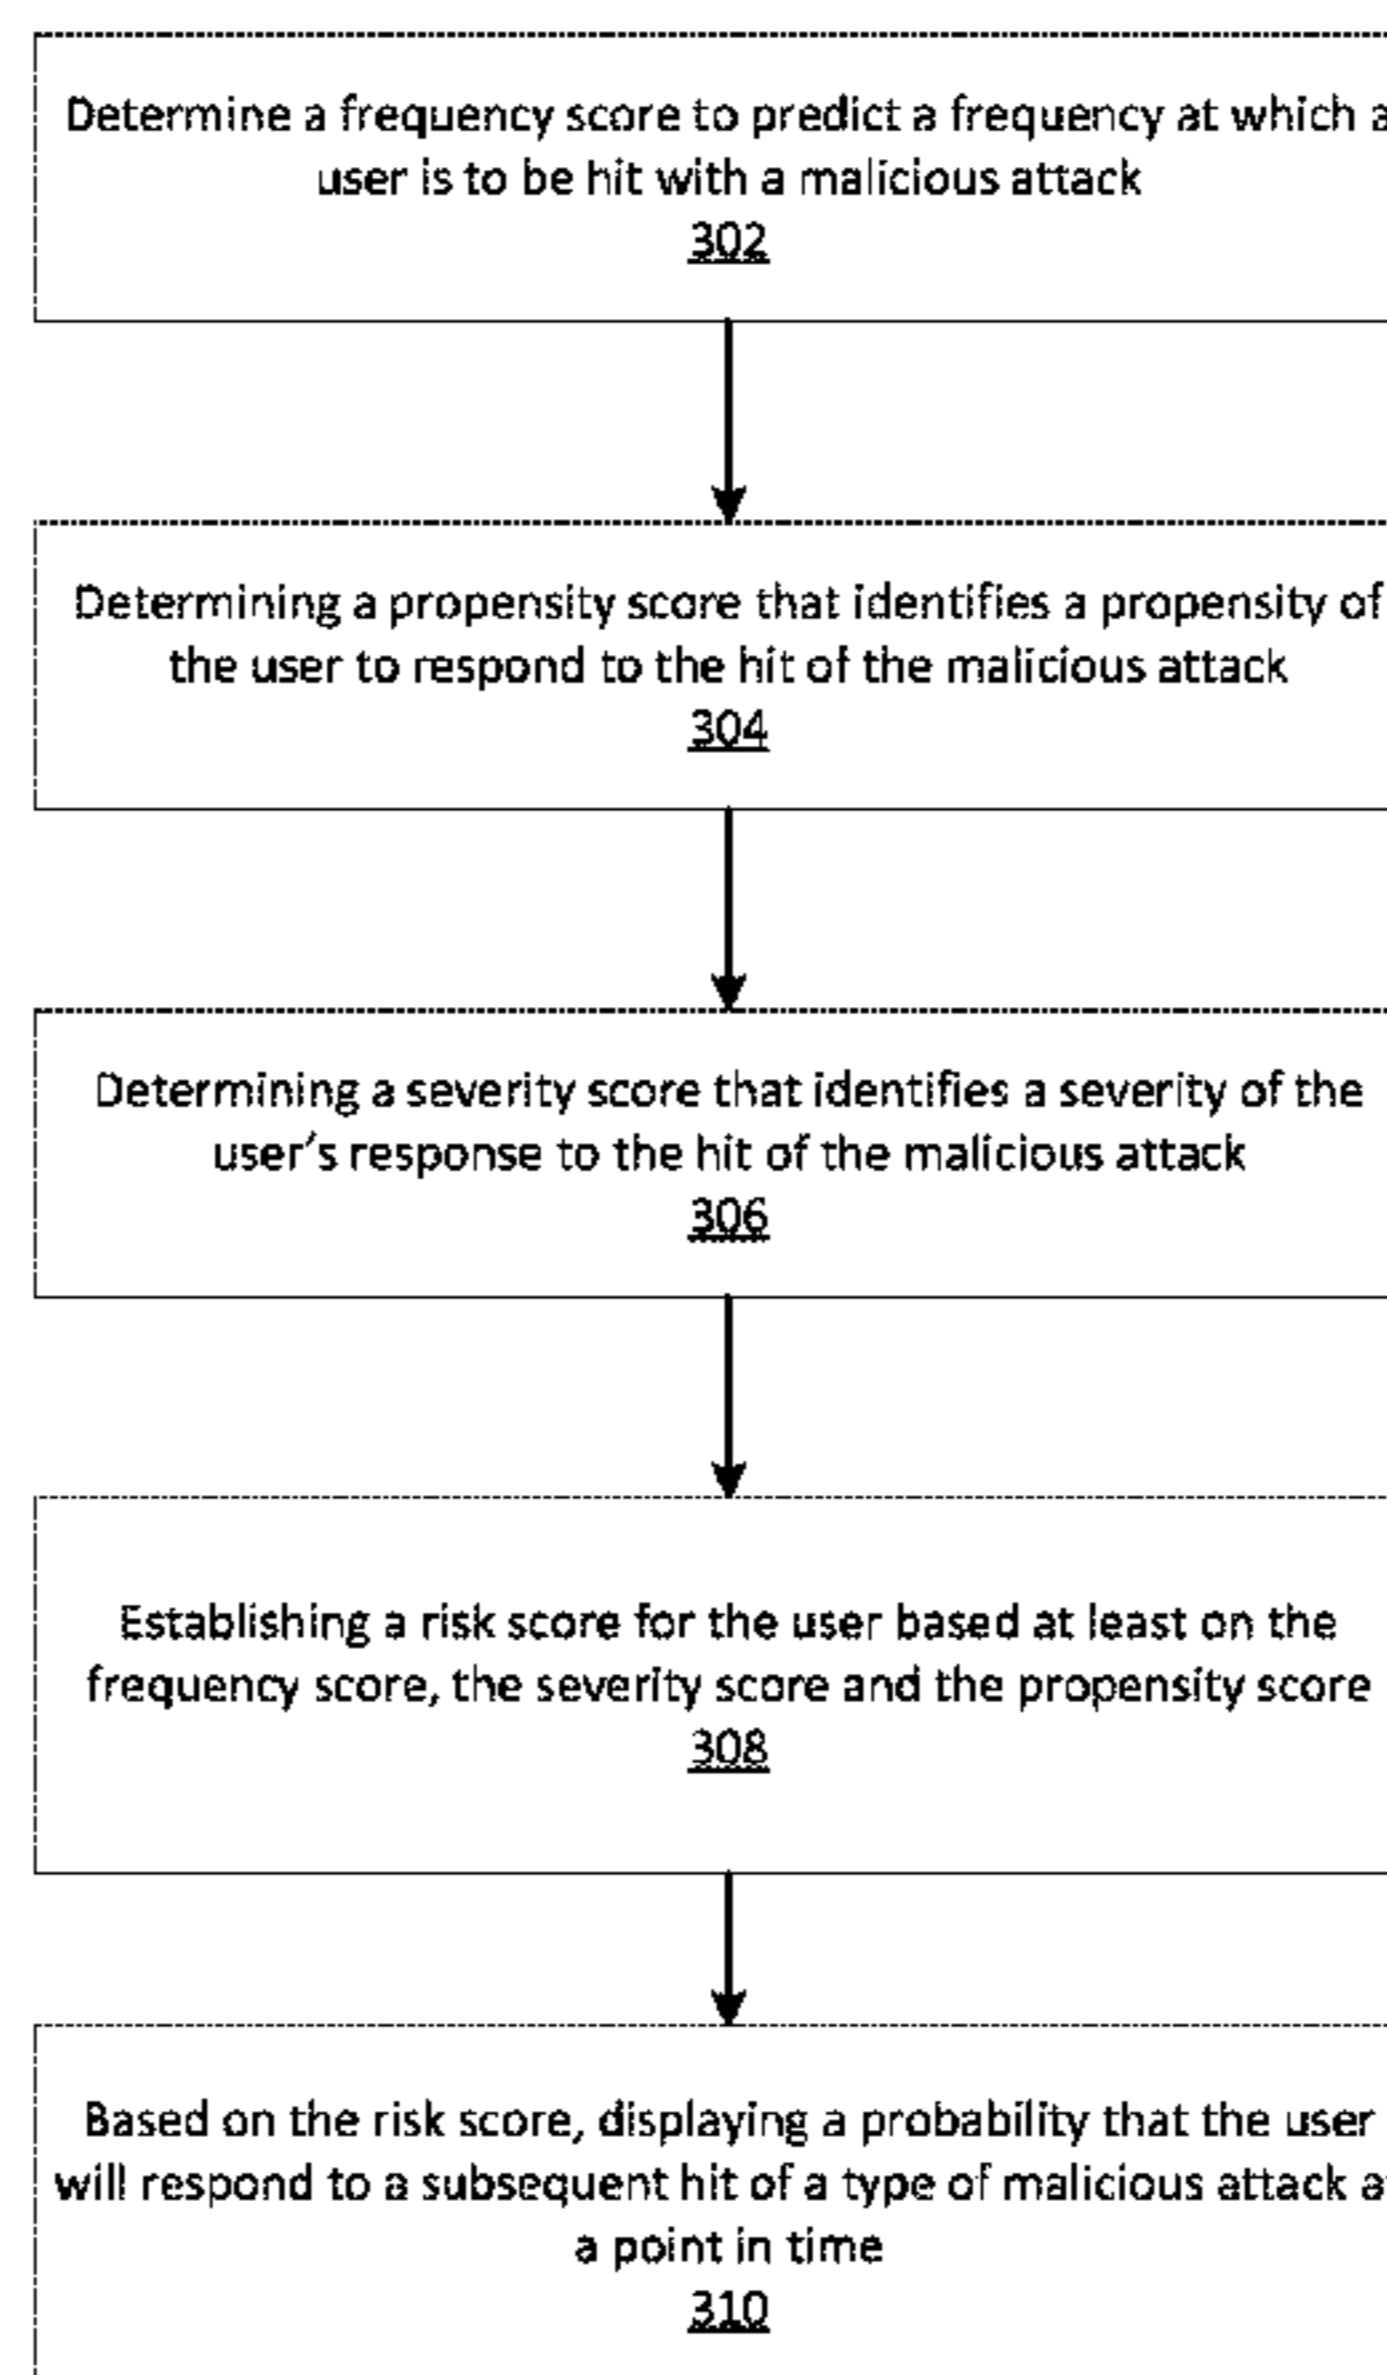 Determine a frequency score to predict a frequency at which a
user is to be hit with a malicious attack
302
Determining a propensity score that identifies a propensity of
the user to respond to the hit of the malicious attack
304
Determining a severity score that identifies a severity of the
user's response to the hit of the malicious attack
306
Establishing a risk score for the user based at least on the
frequency score, the severity score and the propensity score
308
Based on the risk score, displaying a probability that the user
will respond to a subsequent hit of a type of malicious attack
a point in time
310